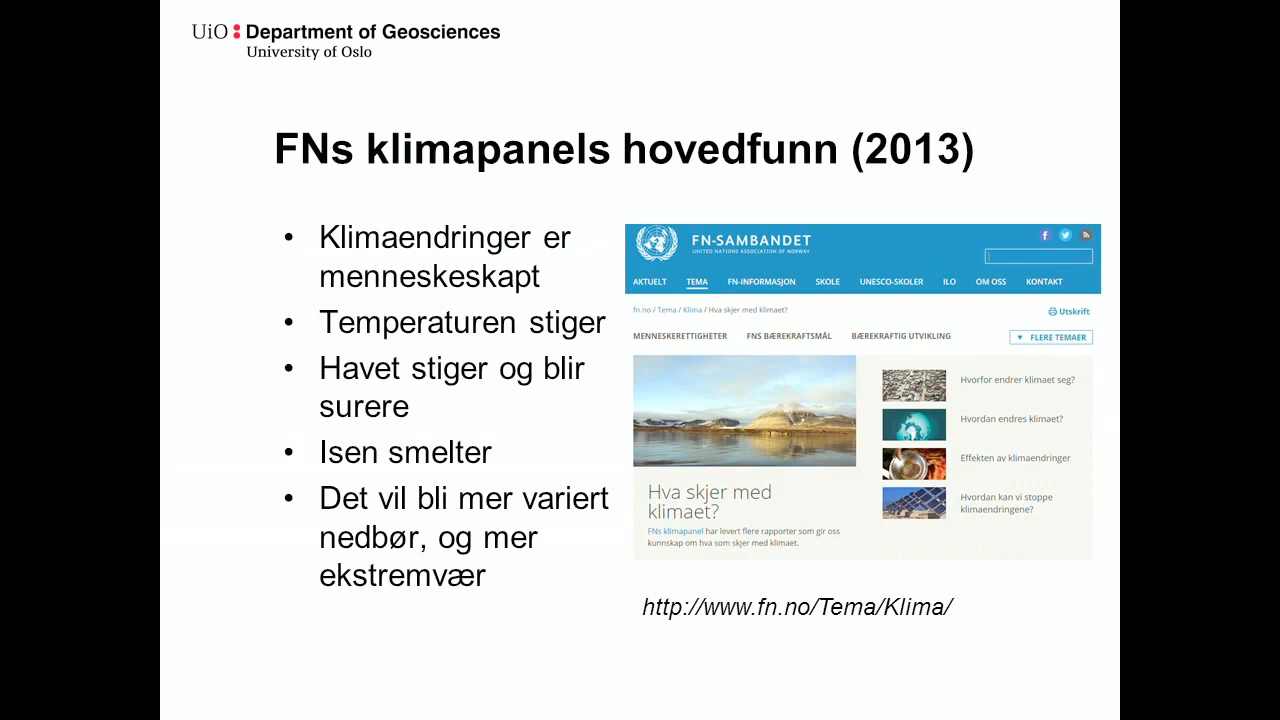 UiO Department of Geosciences
University of Oslo
FNs klimapanels hovedfunn (2013)
• Klimaendringer er
menneskeskapt
• Temperaturen stiger
• Havet stiger og blir
surere
• Isen smelter
• Det vil bli mer variert
nedbør, og mer
ekstremvær
FN-SAMBANDET
UNITED NATIONS ASSOCIATION OF NORWAY
AKTUELT TEMA FN-INFORMASJON SKOLE UNESCO-SKOLER ILO OM OSS KONTAKT
fn.no / Tema / Klima / Hva skjer med klimaet?
Utskrift
MENNESKERETTIGHETER FNS BÆREKRAFTSMÅL BÆREKRAFTIG UTVIKLING
FLERE TEMAER
Hva skjer med
klimaet?
FNs klimapanel har levert flere rapporter som gir oss
kunnskap om hva som skjer med klimaet.
Hvorfor endrer klimaet seg?
Hvordan endres klimaet?
Effekten av klimaendringer
Hvordan kan vi stoppe
klimaendringene?
http://www.fn.no/Tema/Klima/